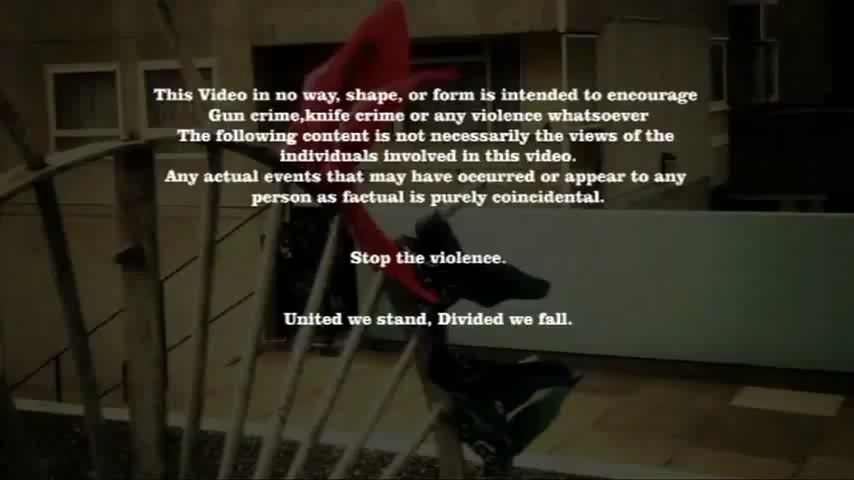 This Video in no way, shape, or form is intended to encourage
Gun crime,knife crime or any violence whatsoever
The following content is not necessarily the views of the
individuals involved in this video.
Any actual events that may have occurred or appear to any
person as factual is purely coincidental.
Stop the violence.
United we stand, Divided we fall.